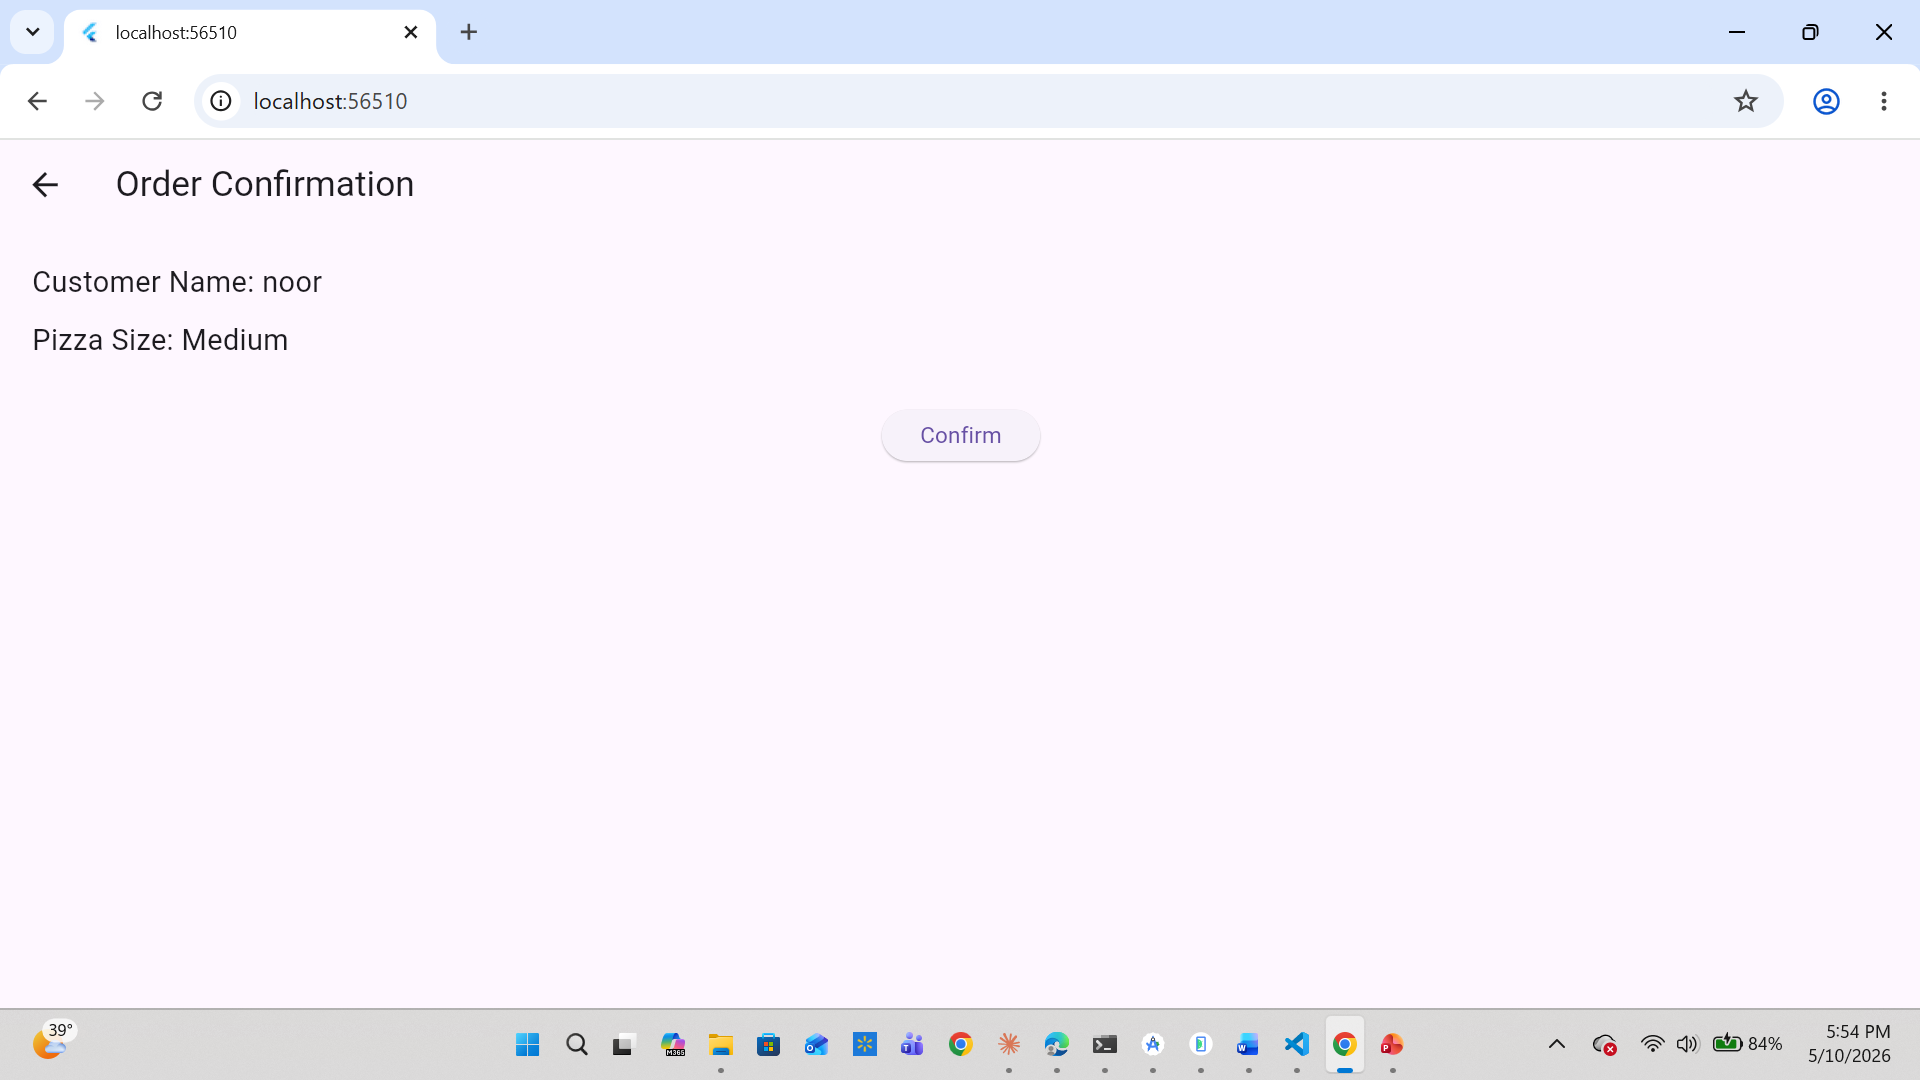 localhost:56510
localhost:56510
Order Confirmation
Customer Name: noor
Pizza Size: Medium
Confirm
39°
M365
84%
5:54 PM
5/10/2026